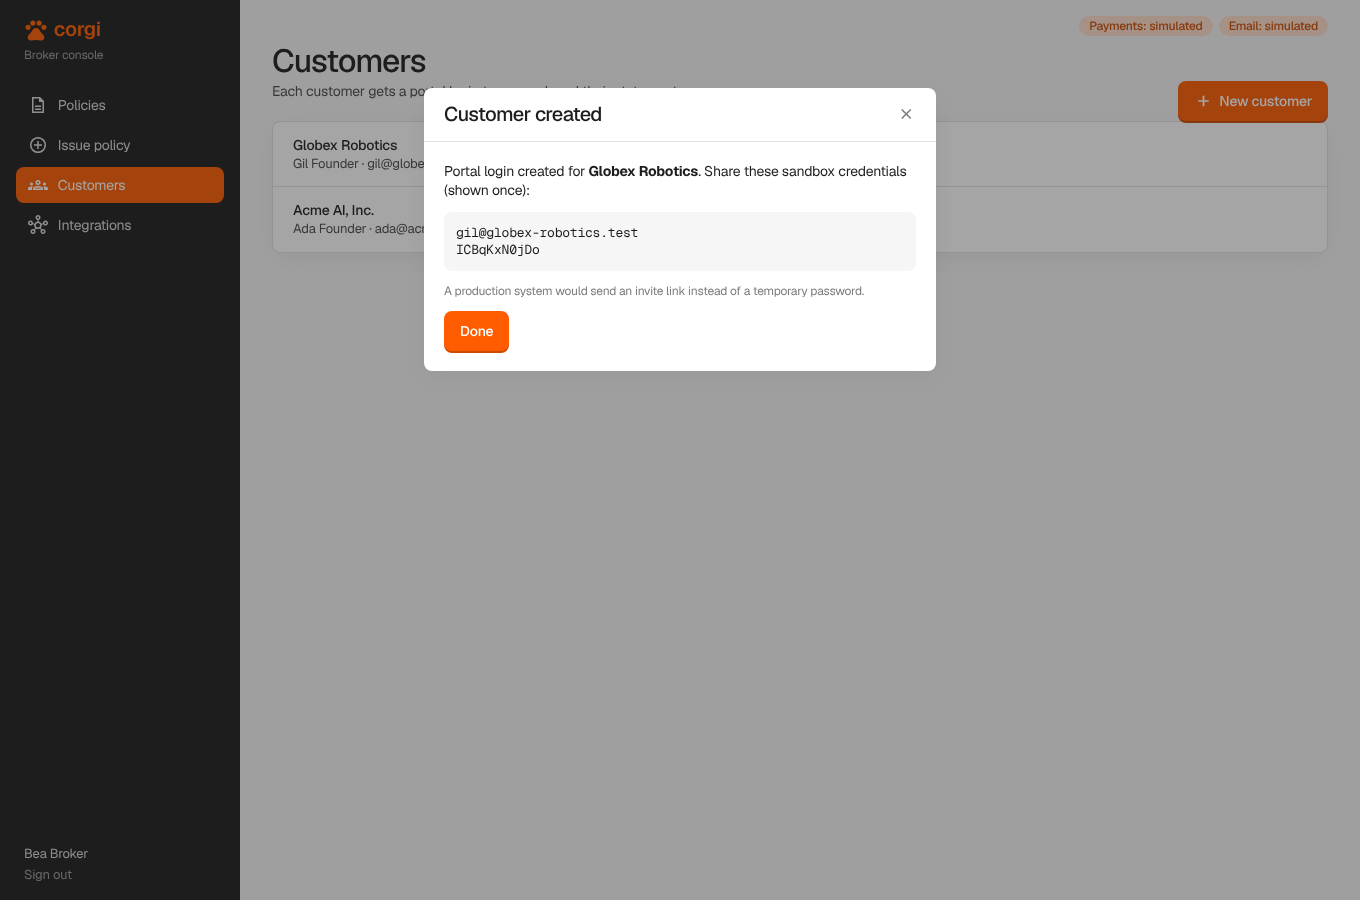 corgi
Broker console
Policies
Issue policy
Customers
Integrations
Bea Broker
Sign out
Payments: simulated
Email: simulated
Customers
Each customer gets a
New customer
Globex Robotics
Gil Founder · gil@globe
Acme AI, Inc.
Ada Founder · ada@acm
Customer created
Portal login created for Globex Robotics. Share these sandbox credentials
(shown once):
gil@globex-robotics.test
ICBqKxN0jDo
A production system would send an invite link instead of a temporary password.
Done